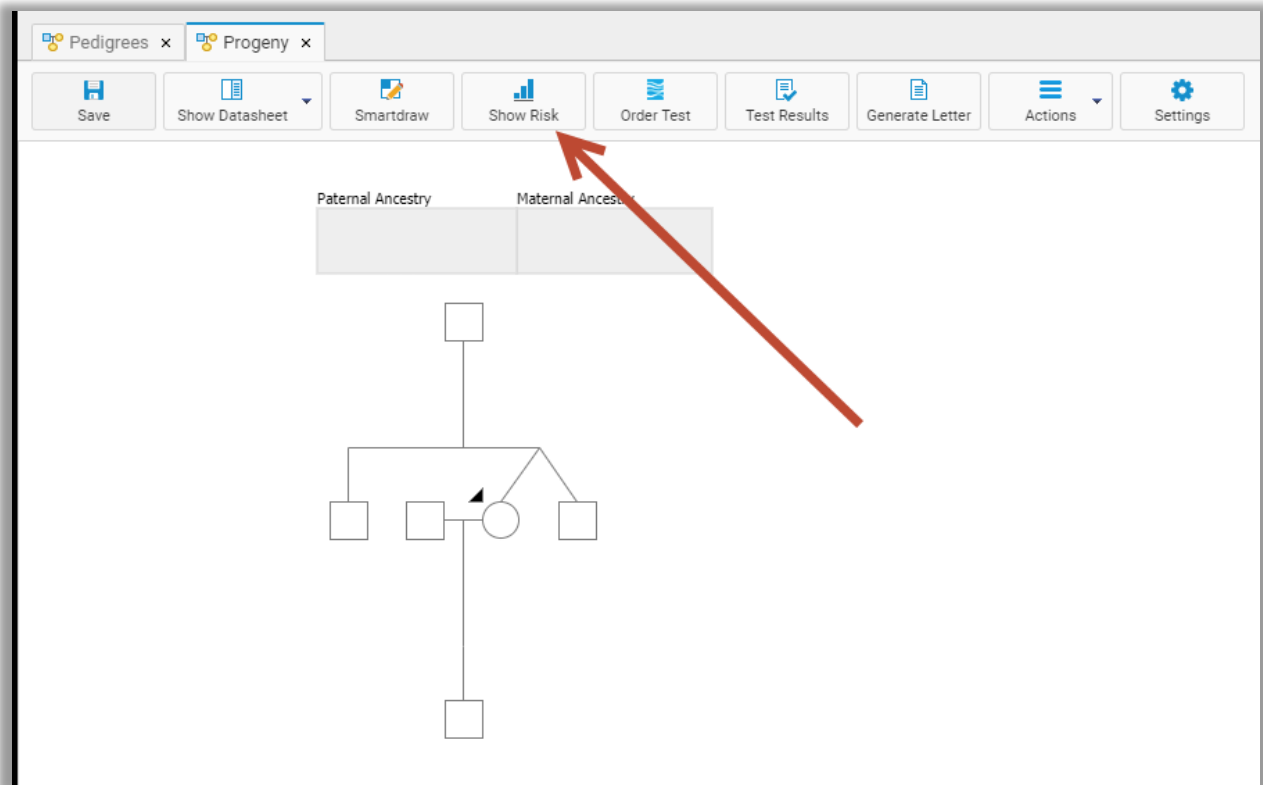 Pedigrees
Progeny
Save
Show Datasheet
Smartdraw
Show Risk
Order Test
Test Results
Generate Letter
Actions
Settings
Paternal Ancestry
Maternal Ancestry